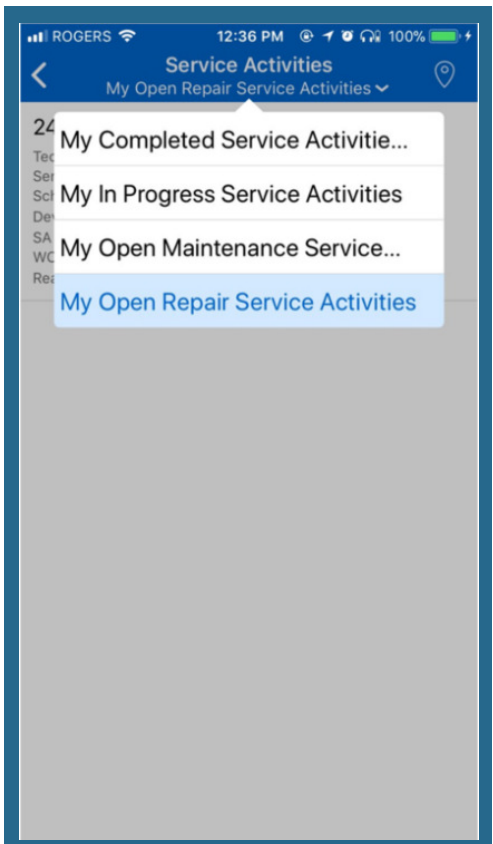 ROGERS 12:36 PM 100%
Service Activities
My Open Repair Service Activities
24
My Completed Service Activitie...
My In Progress Service Activities
My Open Maintenance Service...
My Open Repair Service Activities
SA